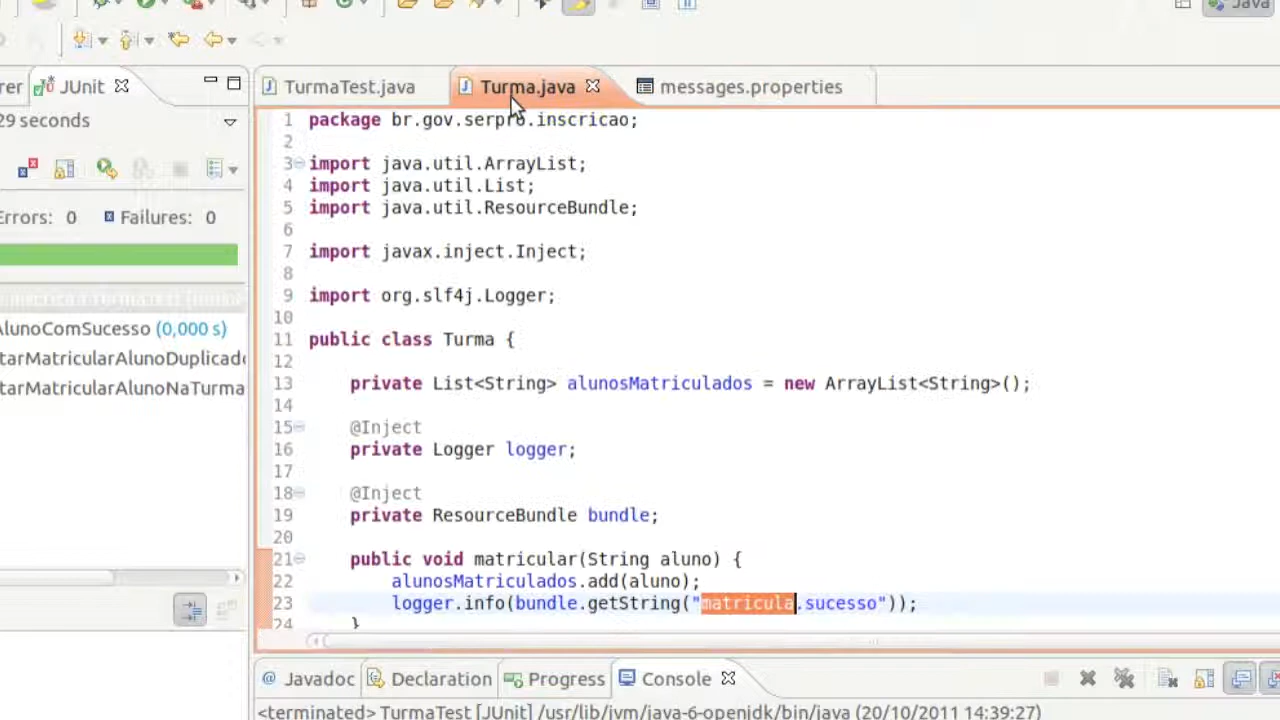 Java
rer
JUnit
TurmaTest.java
Turma.java
messages.properties
29 seconds
Errors: 0
Failures: 0
AlunoComSucesso (0,000 s)
tarMatricularAlunoDuplicado
tarMatricularAlunoNaTurma
1 package br.gov.serpro.inscricao;
2
3 import java.util.ArrayList;
4 import java.util.List;
5 import java.util.ResourceBundle;
6
7 import javax.inject.Inject;
8
9 import org.slf4j.Logger;
10
11 public class Turma {
12
13 private List<String> alunosMatriculados = new ArrayList<String>();
14
15 @Inject
16 private Logger logger;
17
18 @Inject
19 private ResourceBundle bundle;
20
21 public void matricular(String aluno) {
22 alunosMatriculados.add(aluno);
23 logger.info(bundle.getString("matricula.sucesso"));
24 }
@ Javadoc
Declaration
Progress
Console
<terminated> TurmaTest [JUnit] /usr/lib/jvm/java-6-openjdk/bin/java (20/10/2011 14:39:27)